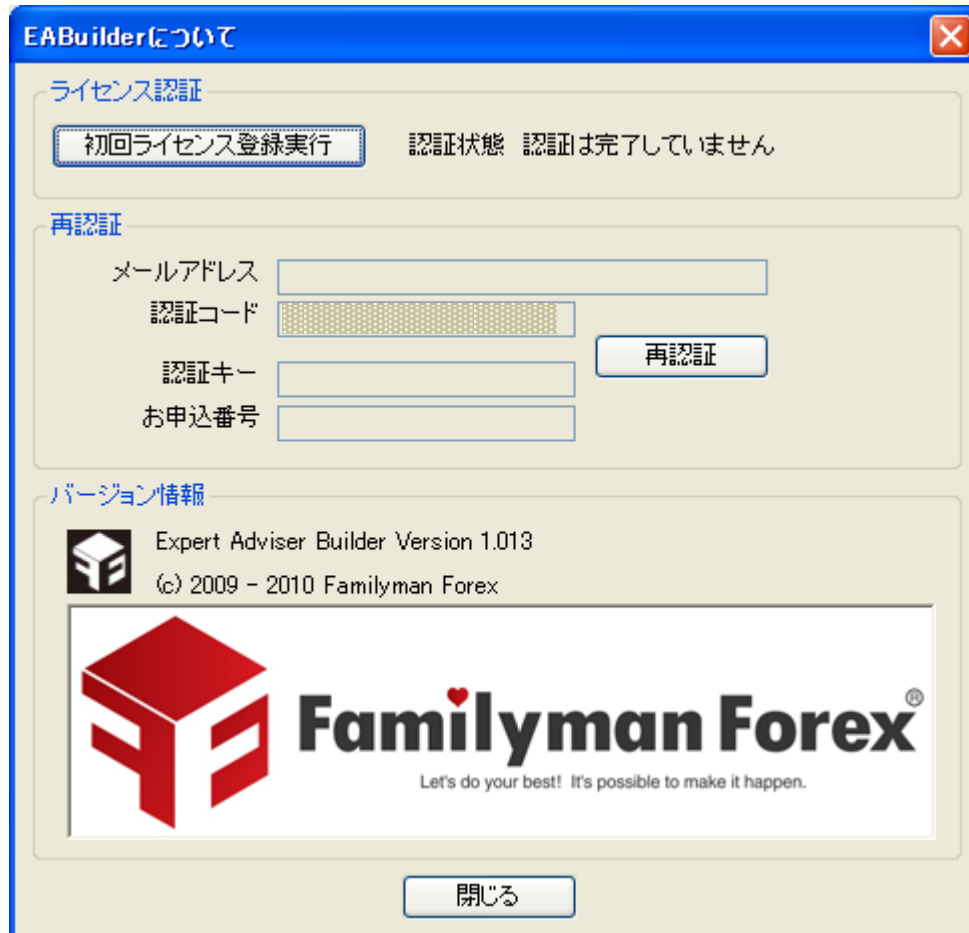 EABuilderについて
ライセンス認証
初回ライセンス登録実行 認証状態 認証は完了していません
再認証
メールアドレス
認証コード
再認証
認証キー
お申込番号
バージョン情報
Expert Adviser Builder Version 1.013
(c) 2009 - 2010 Familyman Forex
Familyman Forex®
Let's do your best! It's possible to make it happen.
閉じる